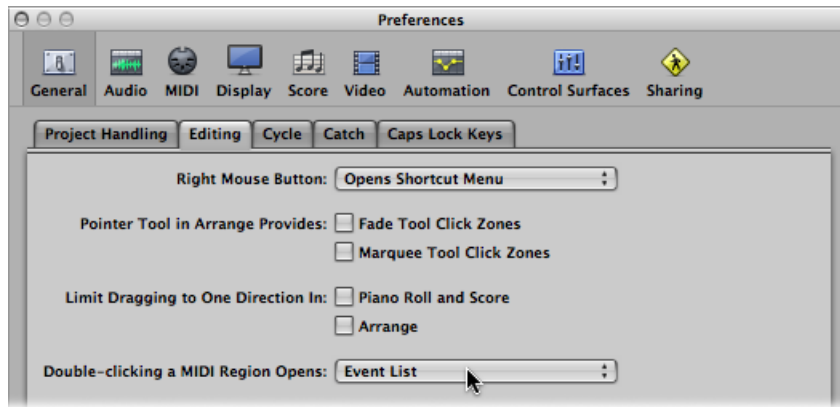 Preferences
General Audio MIDI Display Score Video Automation Control Surfaces Sharing
Project Handling Editing Cycle Catch Caps Lock Keys
Right Mouse Button: Opens Shortcut Menu
Pointer Tool in Arrange Provides: Fade Tool Click Zones
Marquee Tool Click Zones
Limit Dragging to One Direction In: Piano Roll and Score
Arrange
Double-clicking a MIDI Region Opens: Event List